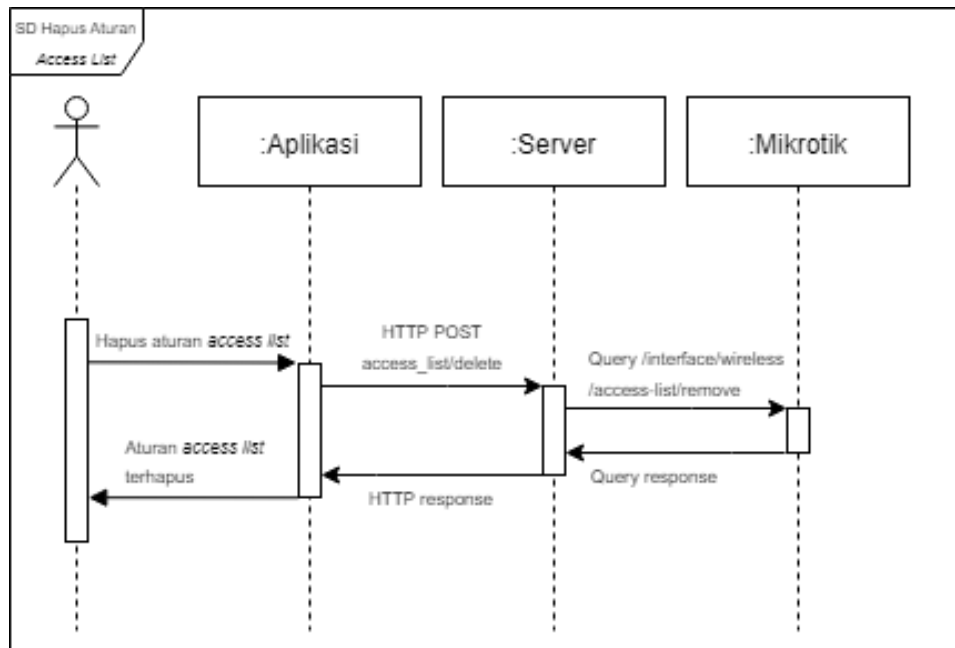 SD Hapus Aturan
Access List
:Aplikasi
:Server
:Mikrotik
Hapus aturan access list
HTTP POST
access_list/delete
Query /interface/wireless
/access-list/remove
Aturan access list
terhapus
HTTP response
Query response